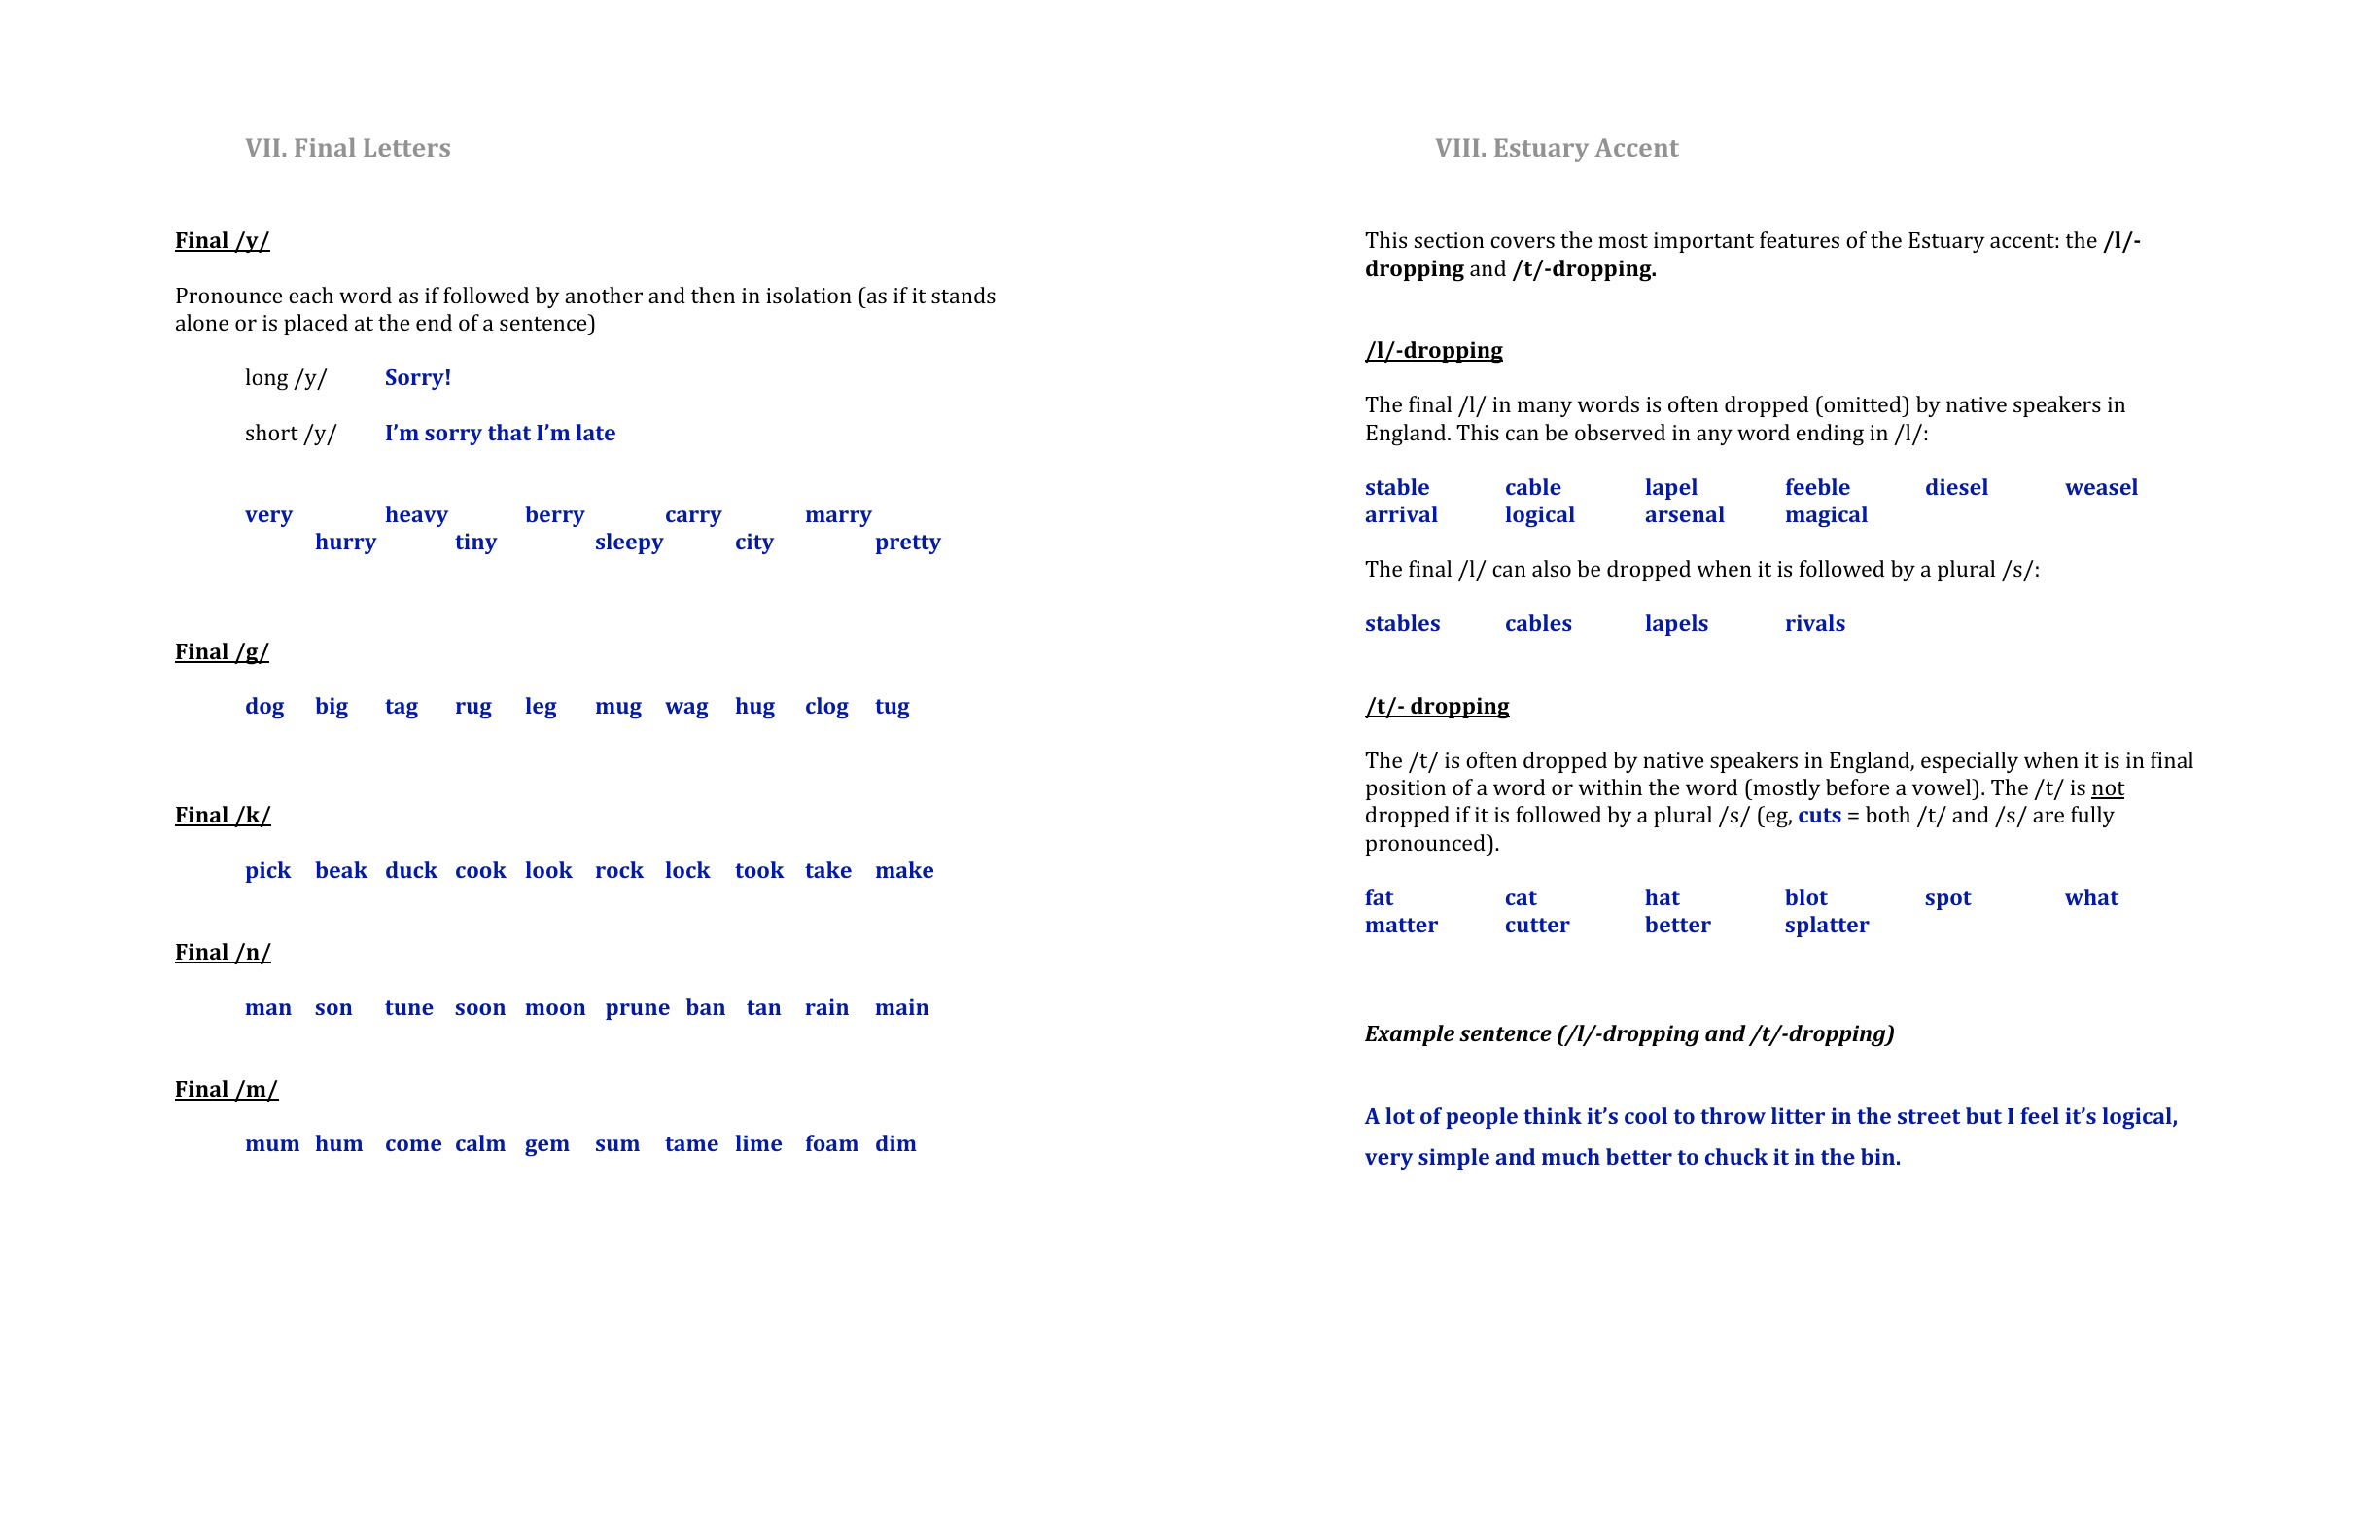 VII. Final Letters
Final /y/
Pronounce each word as if followed by another and then in isolation (as if it stands
alone or is placed at the end of a sentence)
long /y/ Sorry!
short /y/ I’m sorry that I’m late
very heavy berry carry marry
hurry tiny sleepy city pretty
Final /g/
dog big tag rug leg mug wag hug clog tug
Final /k/
pick beak duck cook look rock lock took take make
Final /n/
man son tune soon moon prune ban tan rain main
Final /m/
mum hum come calm gem sum tame lime foam dim
VIII. Estuary Accent
This section covers the most important features of the Estuary accent: the /l/-
dropping and /t/-dropping.
/l/-dropping
The final /l/ in many words is often dropped (omitted) by native speakers in
England. This can be observed in any word ending in /l/:
stable cable lapel feeble diesel weasel
arrival logical arsenal magical
The final /l/ can also be dropped when it is followed by a plural /s/:
stables cables lapels rivals
/t/- dropping
The /t/ is often dropped by native speakers in England, especially when it is in final
position of a word or within the word (mostly before a vowel). The /t/ is not
dropped if it is followed by a plural /s/ (eg, cuts = both /t/ and /s/ are fully
pronounced).
fat cat hat blot spot what
matter cutter better splatter
Example sentence (/l/-dropping and /t/-dropping)
A lot of people think it’s cool to throw litter in the street but I feel it’s logical,
very simple and much better to chuck it in the bin.